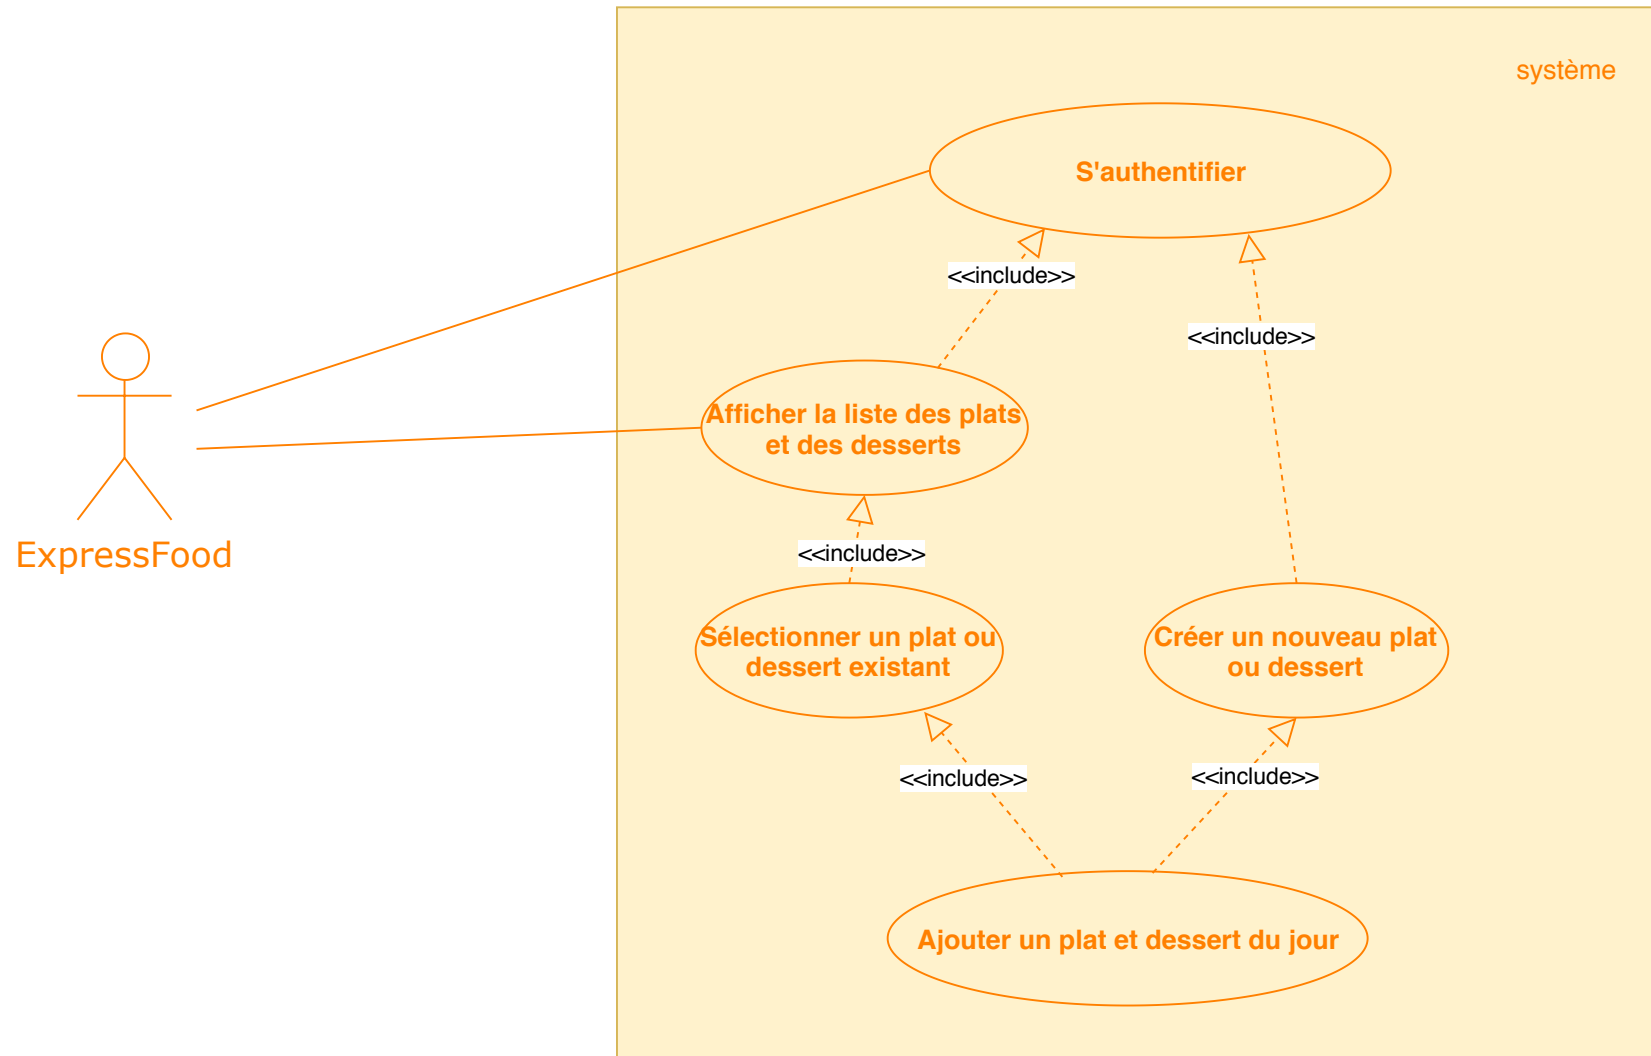 système
S'authentifier
<<include>>
<<include>>
Afficher la liste des plats
et des desserts
ExpressFood
<<include>>
Sélectionner un plat ou
dessert existant
Créer un nouveau plat
ou dessert
<<include>>
<<include>>
Ajouter un plat et dessert du jour